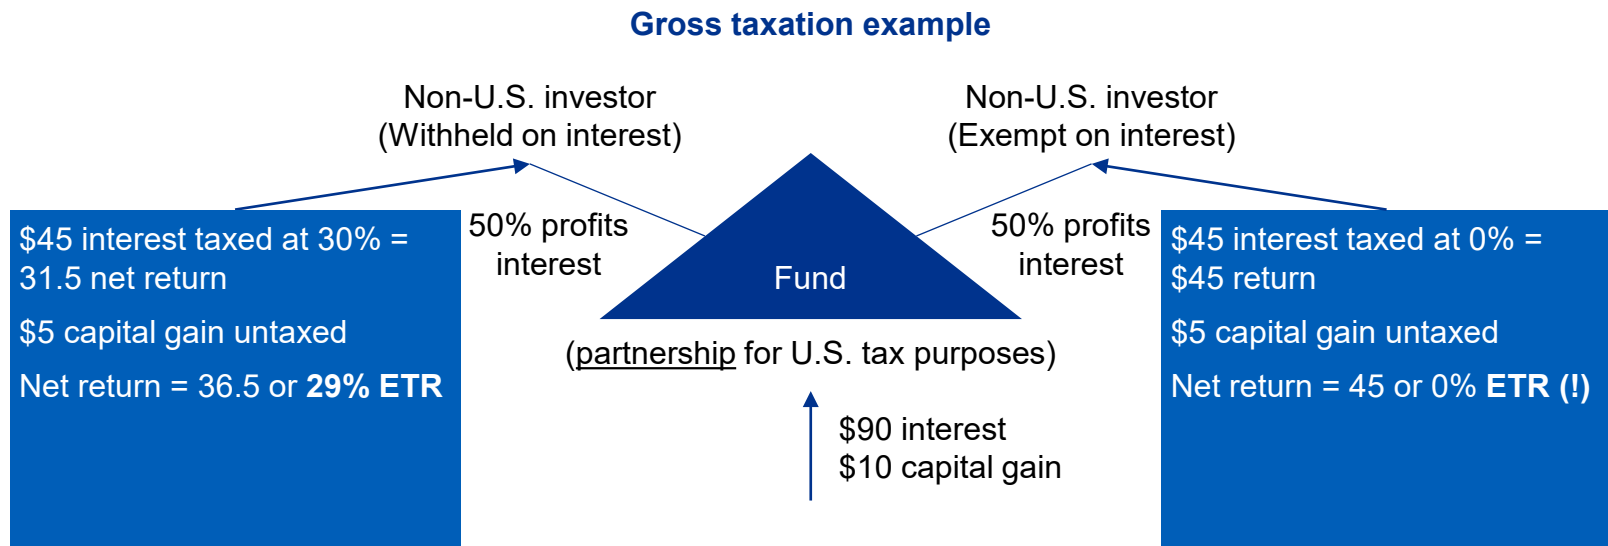 Gross taxation example
Non-U.S. investor
(Withheld on interest)
Non-U.S. investor
(Exempt on interest)
$45 interest taxed at 30% =
31.5 net return
$5 capital gain untaxed
Net return = 36.5 or 29% ETR
50% profits
interest
Fund
50% profits
interest
$45 interest taxed at 0% =
$45 return
$5 capital gain untaxed
Net return = 45 or 0% ETR (!)
(partnership for U.S. tax purposes)
$90 interest
$10 capital gain